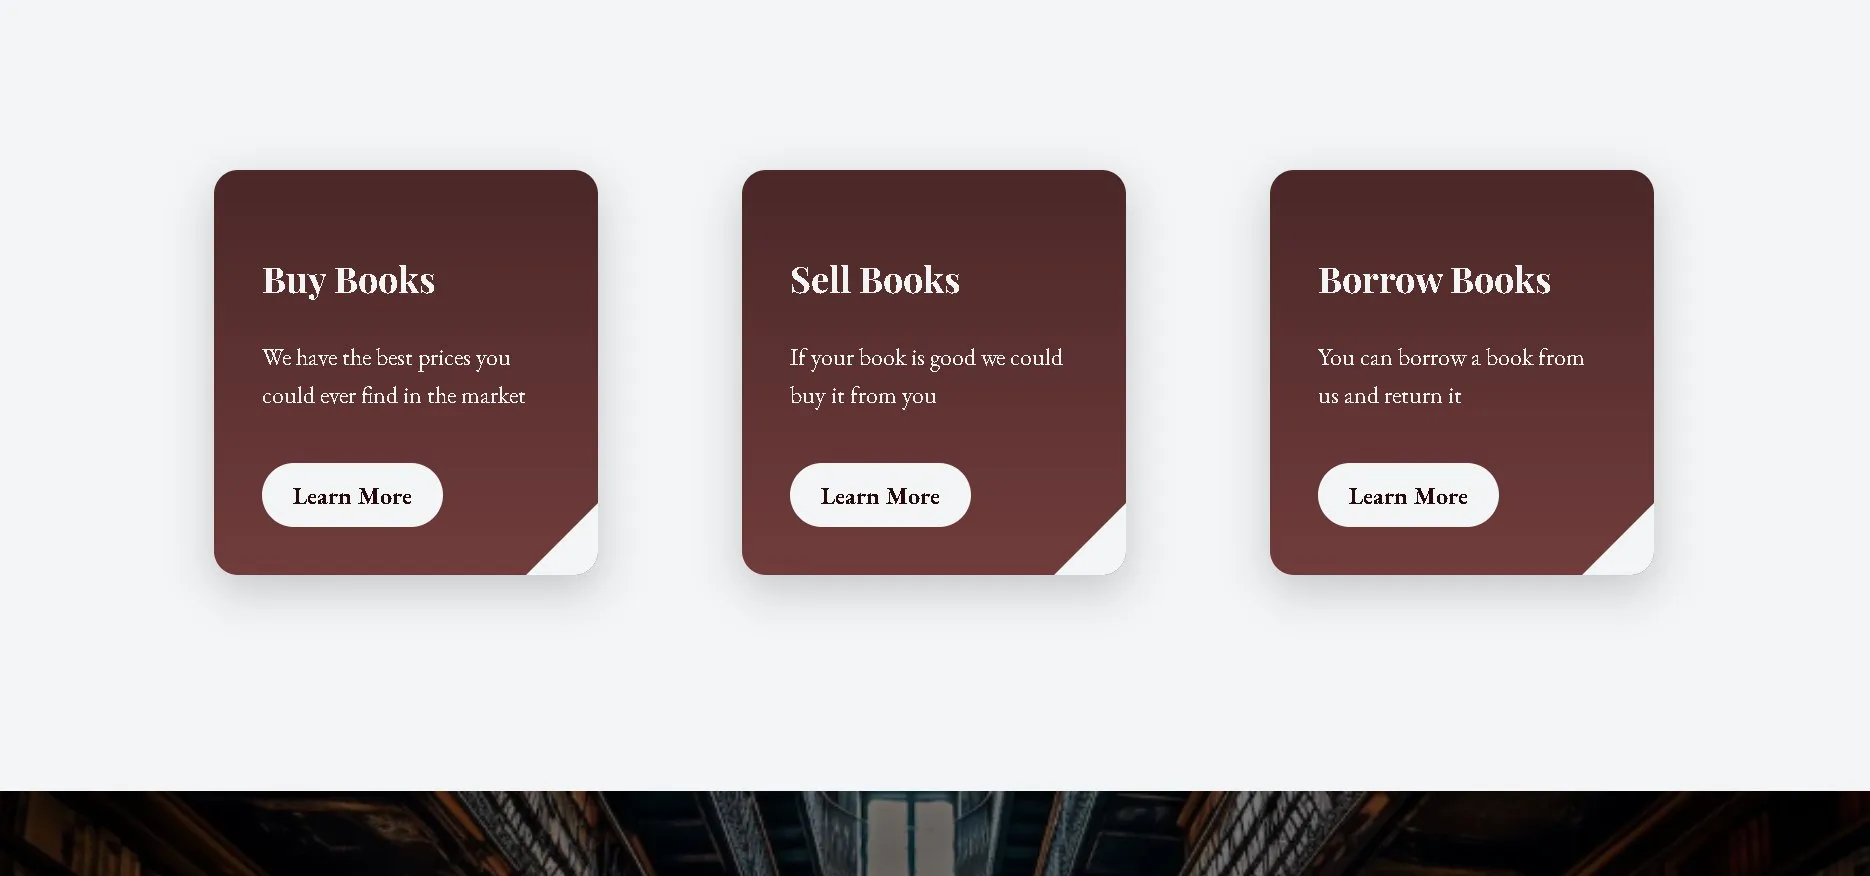 Buy Books
We have the best prices you
could ever find in the market
Learn More
Sell Books
If your book is good we could
buy it from you
Learn More
Borrow Books
You can borrow a book from
us and return it
Learn More